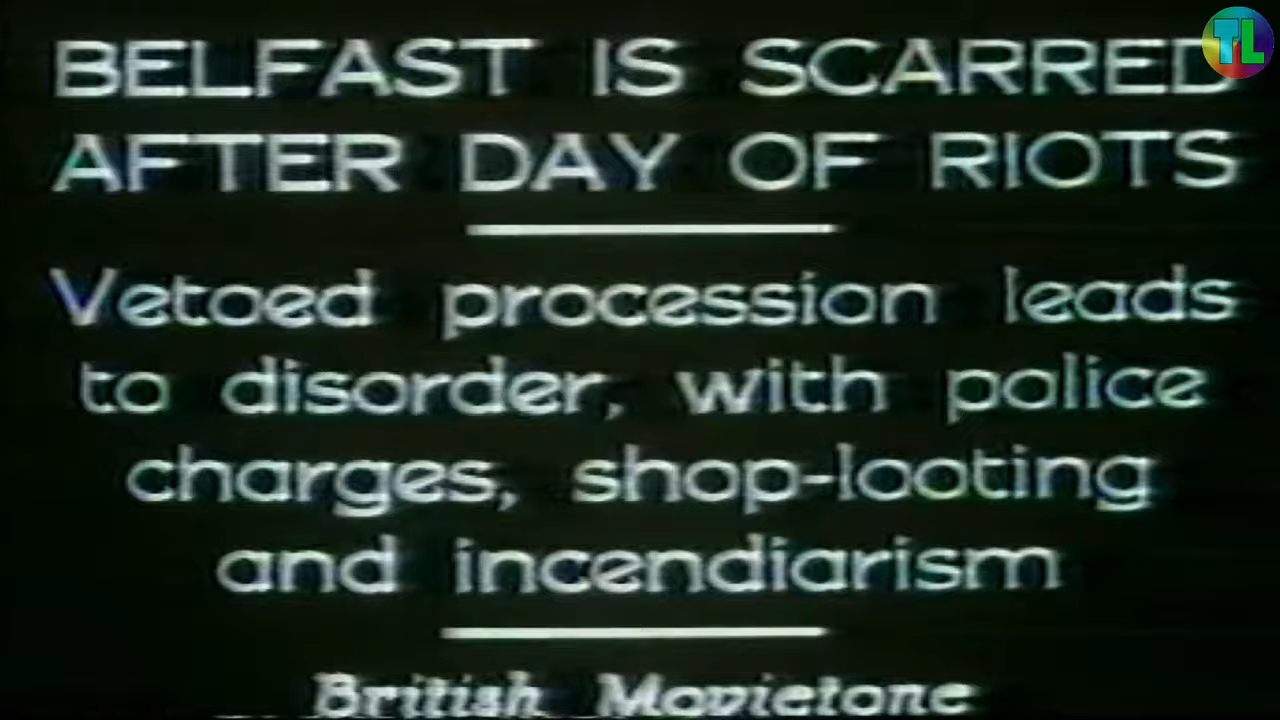 TL
BELFAST IS SCARRED
AFTER DAY OF RIOTS
Vetoed procession leads
to disorder, with police
charges, shop-looting
and incendiarism
British Movietone